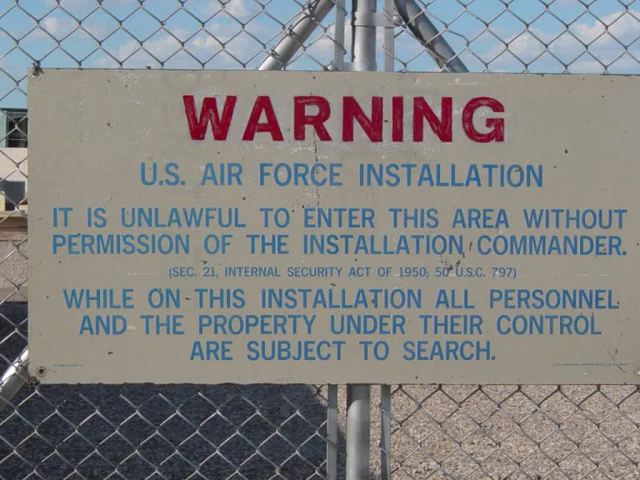 WARNING
U.S. AIR FORCE INSTALLATION
IT IS UNLAWFUL TO ENTER THIS AREA WITHOUT
PERMISSION OF THE INSTALLATION COMMANDER.
(SEC. 21, INTERNAL SECURITY ACT OF 1950; 50 U.S.C. 797)
WHILE ON THIS INSTALLATION ALL PERSONNEL
AND THE PROPERTY UNDER THEIR CONTROL
ARE SUBJECT TO SEARCH.